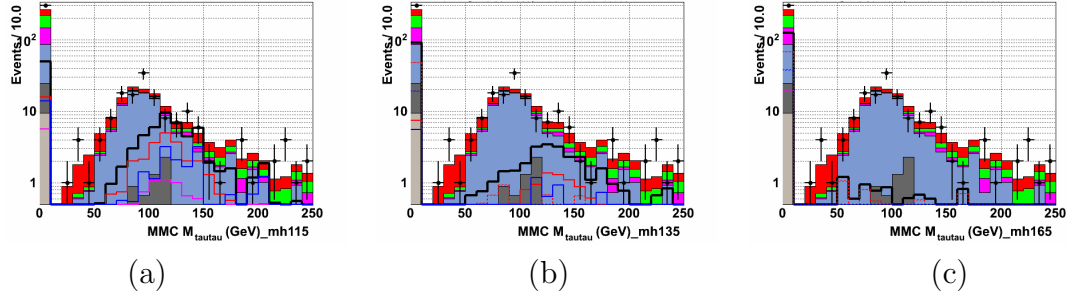 Events / 10.0
10²
10
1
0 50 100 150 200 250
MMC M_tautau (GeV)_mh115
(a)
Events / 10.0
10²
10
1
0 50 100 150 200 250
MMC M_tautau (GeV)_mh135
(b)
Events / 10.0
10²
10
1
0 50 100 150 200 250
MMC M_tautau (GeV)_mh165
(c)